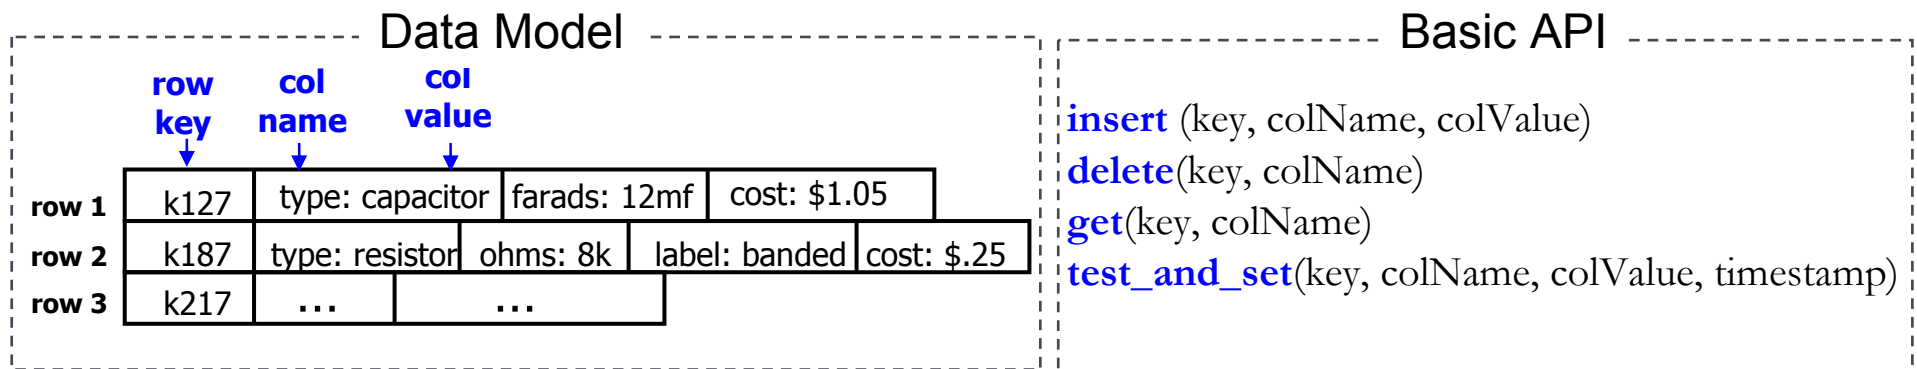 Data Model
row key
col name
col value
row 1 k127 type: capacitor farads: 12mf cost: $1.05
row 2 k187 type: resistor ohms: 8k label: banded cost: $.25
row 3 k217 ... ...
Basic API
insert (key, colName, colValue)
delete(key, colName)
get(key, colName)
test_and_set(key, colName, colValue, timestamp)